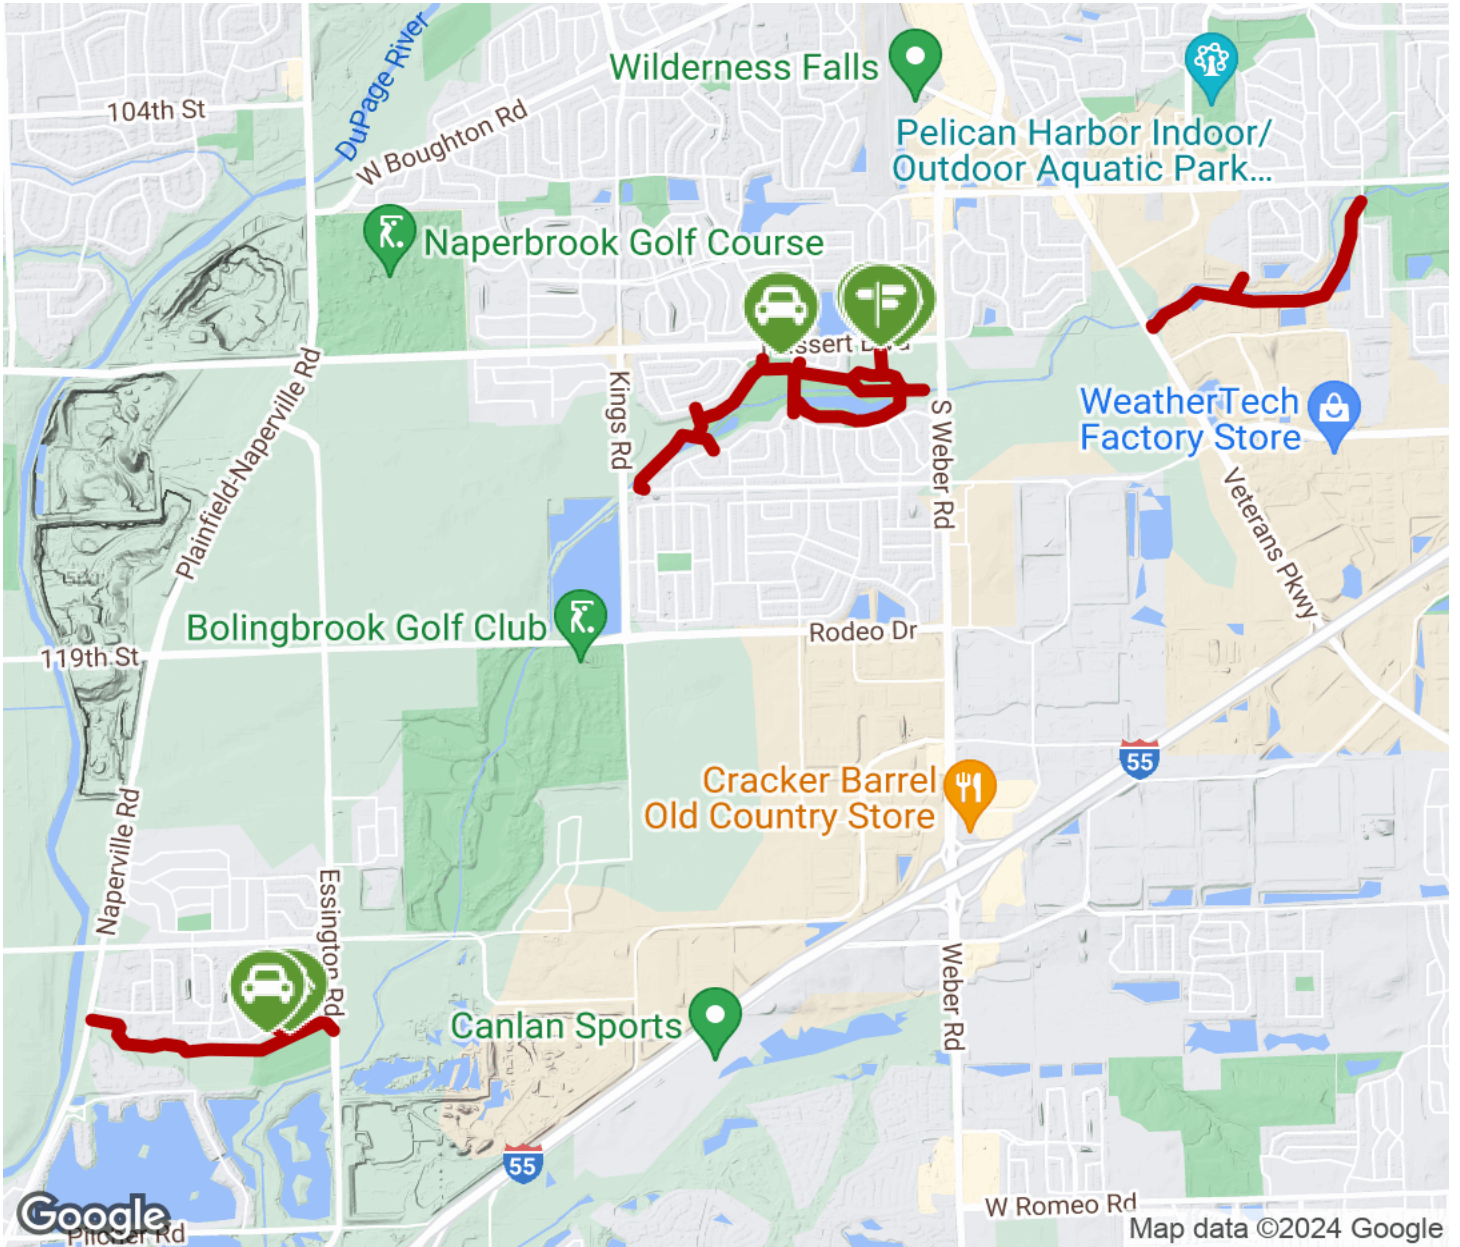 DuPage River
Wilderness Falls
104th St
W Boughton Rd
Pelican Harbor Indoor/
Outdoor Aquatic Park...
Naperbrook Golf Course
Plainfield-Naperville Rd
Kings Rd
S Weber Rd
WeatherTech
Factory Store
Veterans Pkwy
Bolingbrook Golf Club
Rodeo Dr
119th St
55
Cracker Barrel
Old Country Store
Naperville Rd
Essington Rd
Weber Rd
Canlan Sports
55
W Romeo Rd
Google
Rd
Map data ©2024 Google